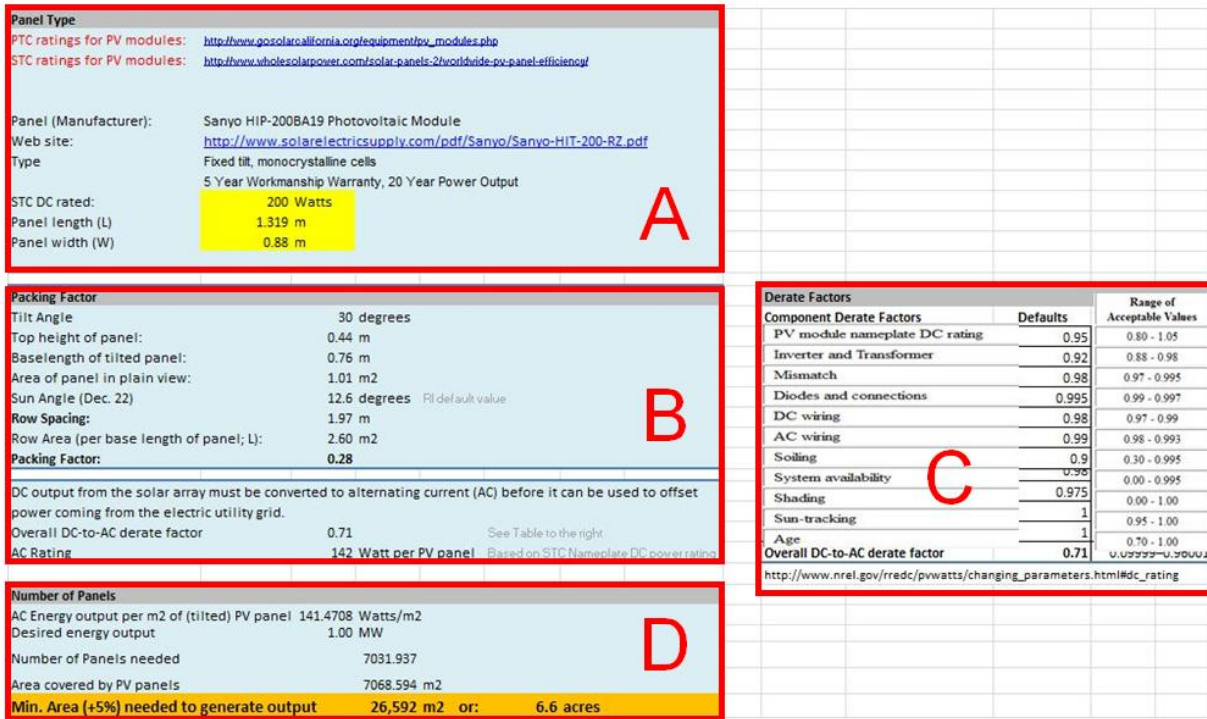 Panel Type
PTC ratings for PV modules: http://www.gosolarcalifornia.org/equipment/pv_modules.php
STC ratings for PV modules: http://www.wholesolarpower.com/solar-panels-2/worldwide-pv-panel-efficiency/
Panel (Manufacturer): Sanyo HIP-200BA19 Photovoltaic Module
Web site: http://www.solarelectricsupply.com/pdf/Sanyo/Sanyo-HIT-200-RZ.pdf
Type Fixed tilt, monocrystalline cells
5 Year Workmanship Warranty, 20 Year Power Output
STC DC rated: 200 Watts
Panel length (L) 1.319 m
Panel width (W) 0.88 m
A
Packing Factor
Tilt Angle 30 degrees
Top height of panel: 0.44 m
Baselength of tilted panel: 0.76 m
Area of panel in plain view: 1.01 m2
Sun Angle (Dec. 22) 12.6 degrees RI default value
Row Spacing: 1.97 m
Row Area (per base length of panel; L): 2.60 m2
Packing Factor: 0.28
B
DC output from the solar array must be converted to alternating current (AC) before it can be used to offset
power coming from the electric utility grid.
Overall DC-to-AC derate factor 0.71 See Table to the right
AC Rating 142 Watt per PV panel Based on STC Nameplate DC power rating
Derate Factors Range of
Component Derate Factors Defaults Acceptable Values
PV module nameplate DC rating 0.95 0.80 - 1.05
Inverter and Transformer 0.92 0.88 - 0.98
Mismatch 0.98 0.97 - 0.995
Diodes and connections 0.995 0.99 - 0.997
DC wiring 0.98 0.97 - 0.99
AC wiring 0.99 0.98 - 0.993
Soiling 0.9 0.30 - 0.995
System availability 0.98 0.00 - 0.995
Shading 0.975 0.00 - 1.00
Sun-tracking 1 0.95 - 1.00
Age 1 0.70 - 1.00
Overall DC-to-AC derate factor 0.71 0.09999-0.96001
http://www.nrel.gov/rredc/pvwatts/changing_parameters.html#dc_rating
C
Number of Panels
AC Energy output per m2 of (tilted) PV panel 141.4708 Watts/m2
Desired energy output 1.00 MW
Number of Panels needed 7031.937
Area covered by PV panels 7068.594 m2
Min. Area (+5%) needed to generate output 26,592 m2 or: 6.6 acres
D